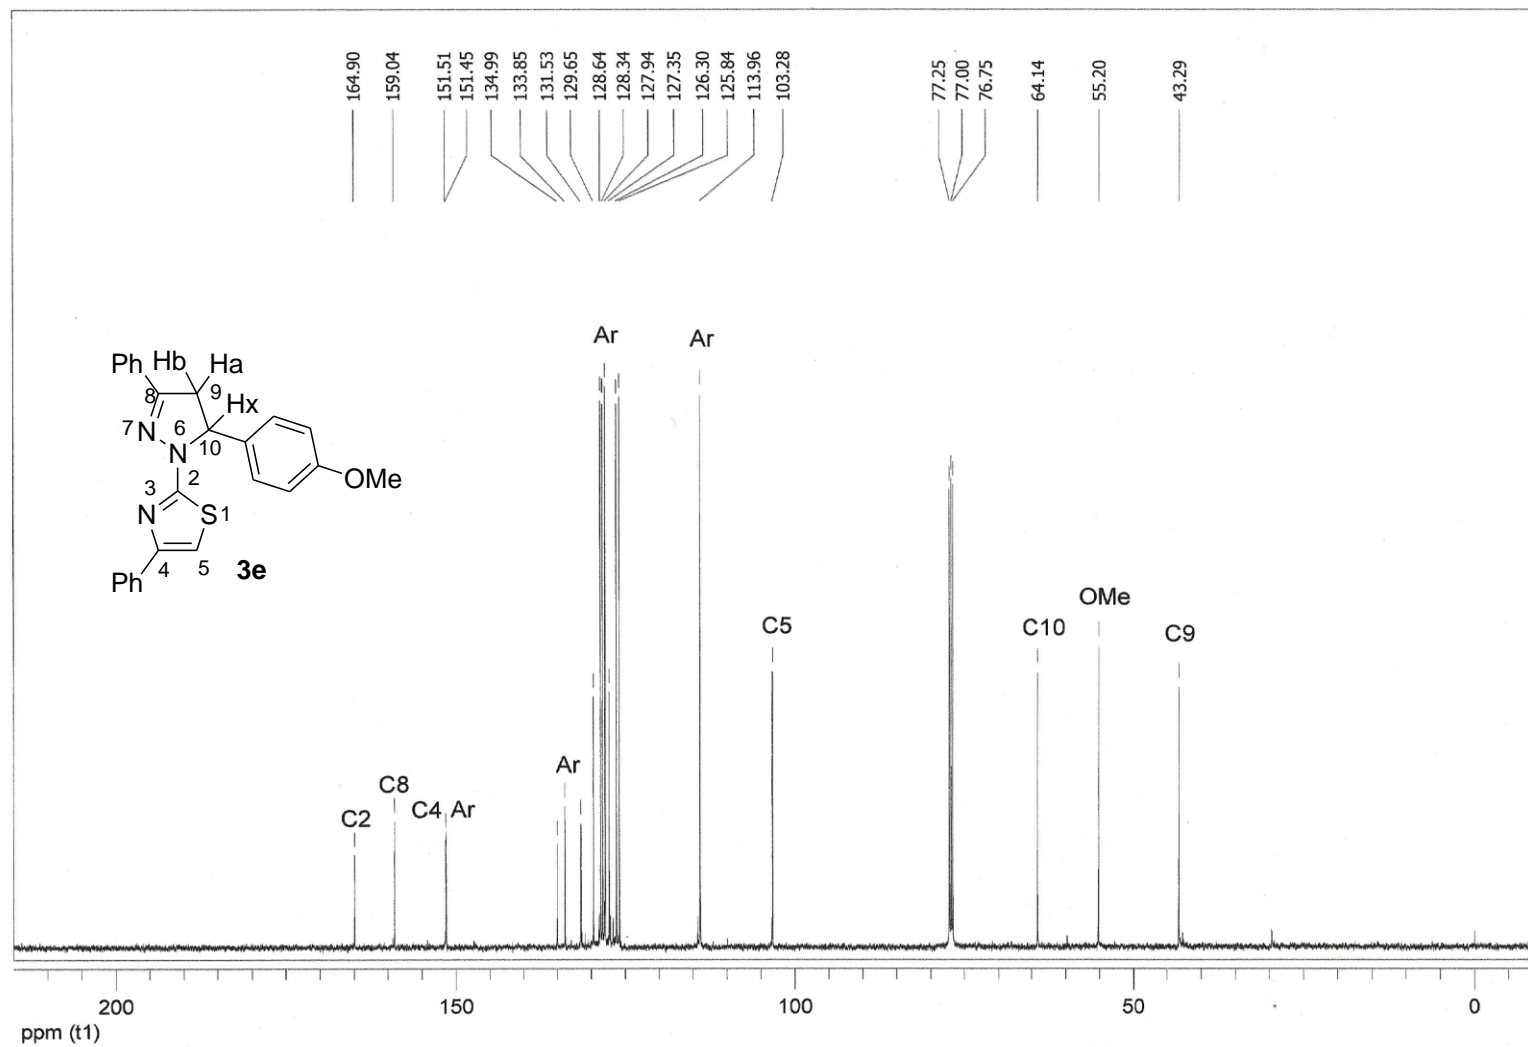 164.90
159.04
151.51
151.45
134.99
133.85
131.53
129.65
128.64
128.34
127.94
127.35
126.30
125.84
113.96
103.28
77.25
77.00
76.75
64.14
55.20
43.29
Ar
Ar
Ph Hb Ha
8 9
Hx
7 N 6
N 10
OMe
3 2
N S 1
Ph 4 5 3e
OMe
C5 C10 C9
Ar
C8
C2 C4 Ar
200 150 100 50 0
ppm (t1)